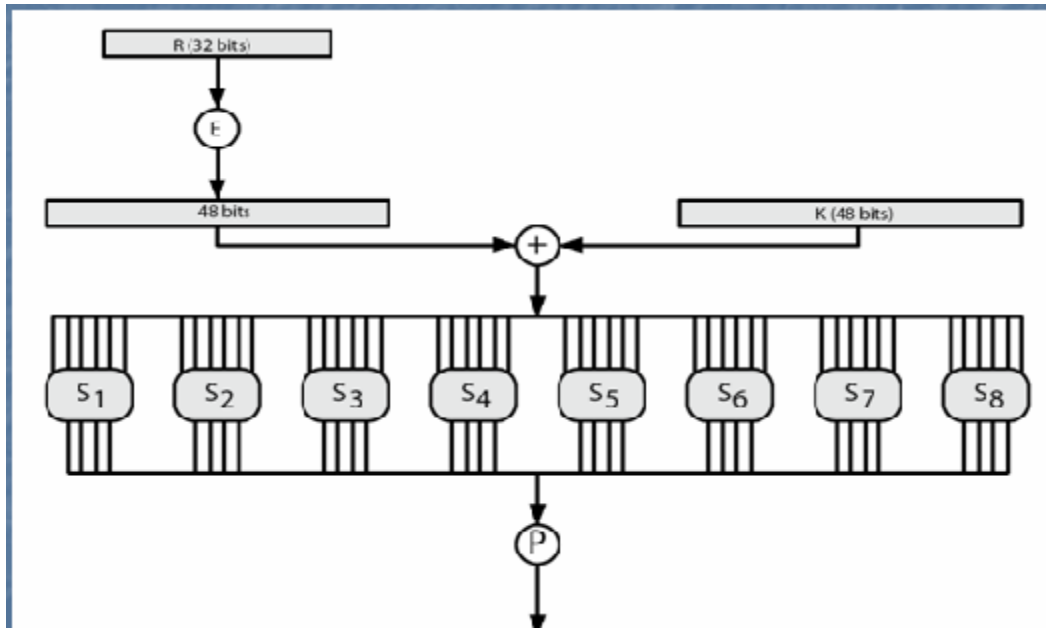 R (32 bits)
E
48 bits
K (48 bits)
+
S1 S2 S3 S4 S5 S6 S7 S8
P